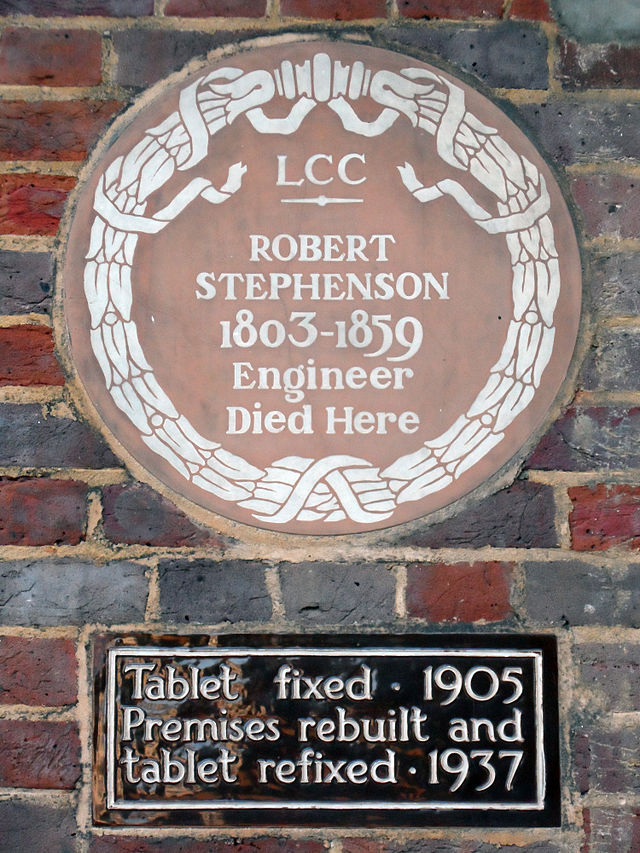 LCC
ROBERT
STEPHENSON
1803-1859
Engineer
Died Here
Tablet fixed · 1905
Premises rebuilt and
tablet refixed · 1937